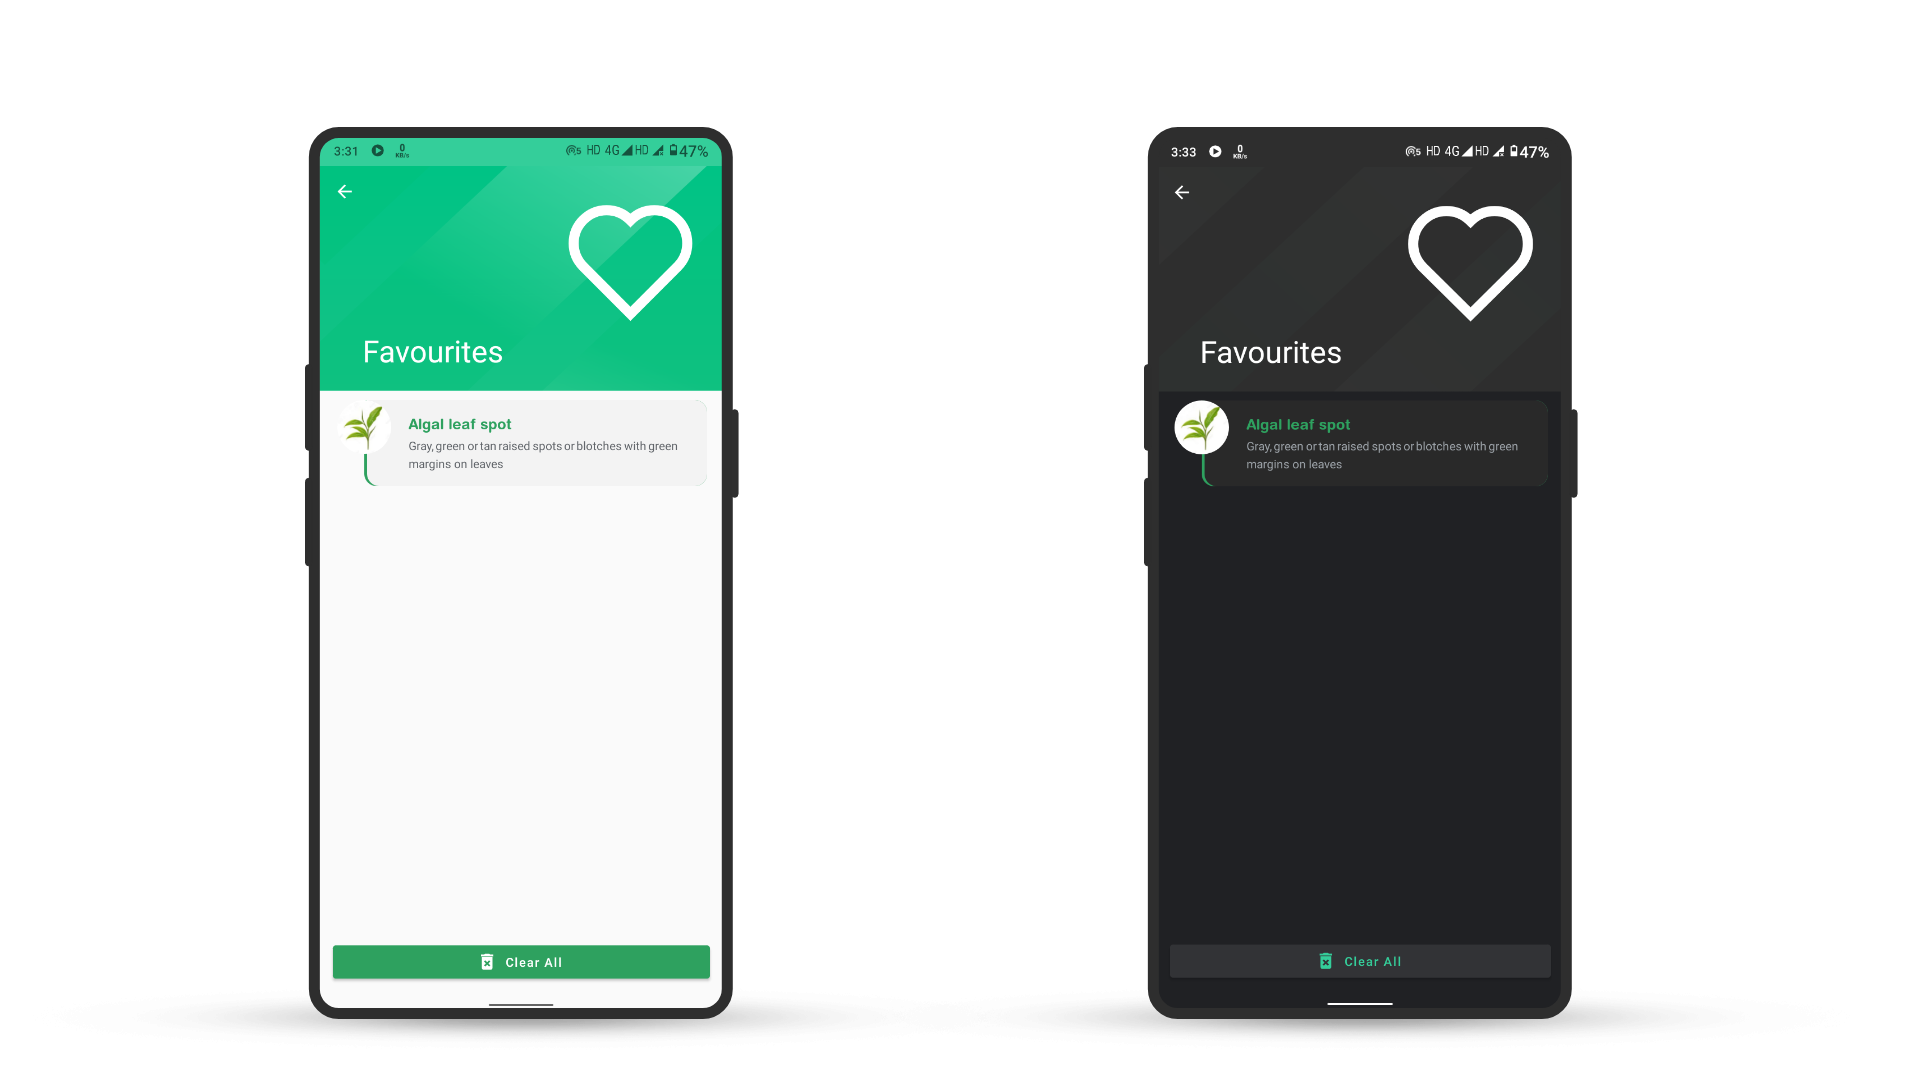 3:31 0 KB/s 5 HD 4G HD 47%
Favourites
Algal leaf spot
Gray, green or tan raised spots or blotches with green
margins on leaves
Clear All
3:33 0 KB/s 5 HD 4G HD 47%
Favourites
Algal leaf spot
Gray, green or tan raised spots or blotches with green
margins on leaves
Clear All